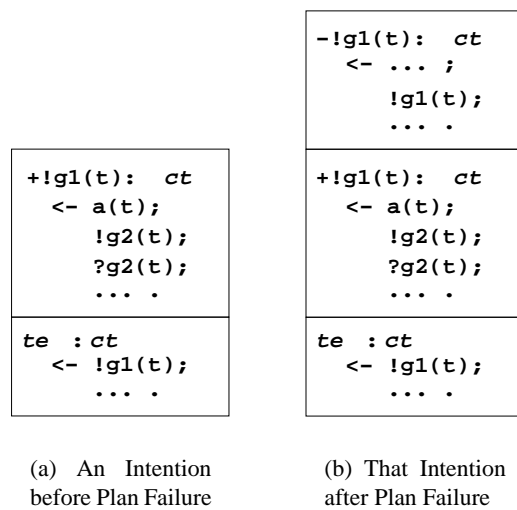 +!g1(t): ct
<- a(t);
!g2(t);
?g2(t);
... .
te : ct
<- !g1(t);
... .
(a) An Intention
before Plan Failure
-!g1(t): ct
<- ... ;
!g1(t);
... .
+!g1(t): ct
<- a(t);
!g2(t);
?g2(t);
... .
te : ct
<- !g1(t);
... .
(b) That Intention
after Plan Failure